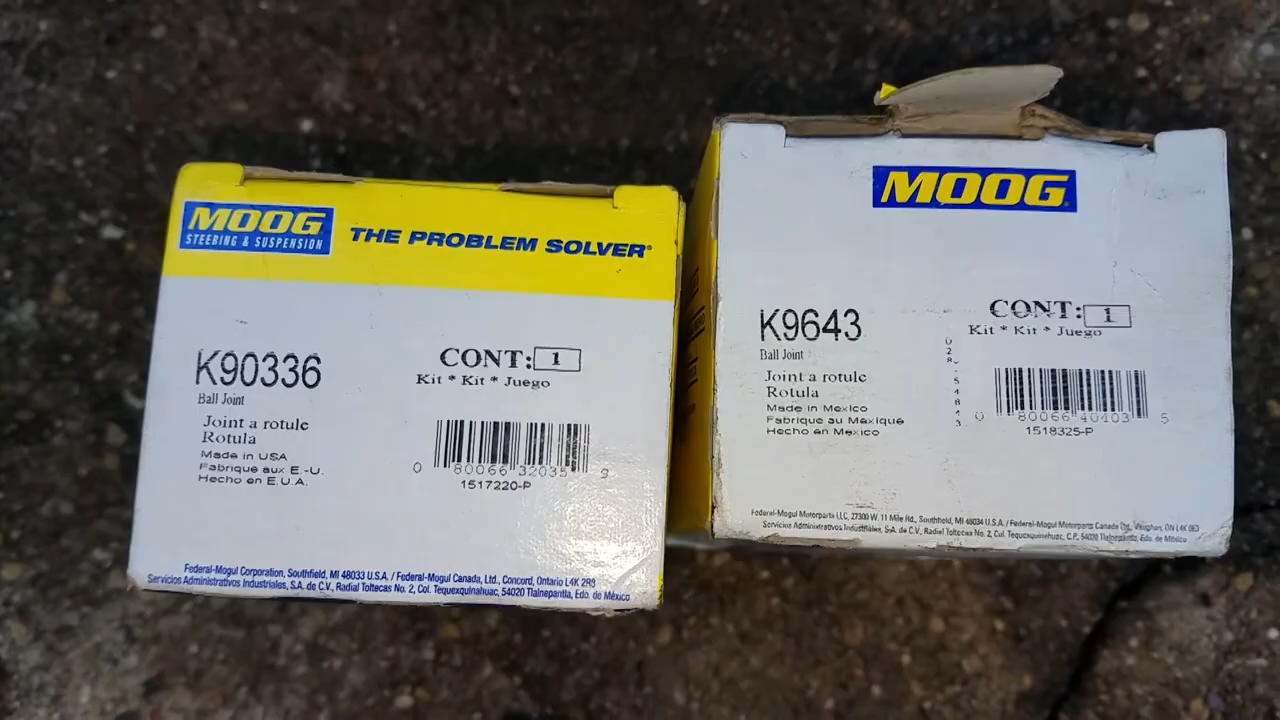 MOOG
STEERING & SUSPENSION
THE PROBLEM SOLVER®
K90336
Ball Joint
Joint a rotule
Rotula
Made in USA
Fabrique aux E.-U.
Hecho en E.U.A.
CONT: 1
Kit * Kit * Juego
0 80066 32035 9
1517220-P
Federal-Mogul Corporation, Southfield, MI 48033 U.S.A. / Federal-Mogul Canada, Ltd., Concord, Ontario L4K 2R9
Servicios Administrativos Industriales, S.A. de C.V., Radial Toltecas No. 2, Col. Tequexquinahuac, 54020 Tlalnepantla, Edo. de México
MOOG
K9643
Ball Joint
Joint a rotule
Rotula
Made in Mexico
Fabrique au Mexique
Hecho en Mexico
CONT: 1
Kit * Kit * Juego
0 80066 40403 5
1518325-P
Federal-Mogul Motorparts LLC, 27300 W. 11 Mile Rd., Southfield, MI 48034 U.S.A. / Federal-Mogul Motorparts Canada Ltd., Vaughan, ON L4K
Servicios Administrativos Industriales, S.A. de C.V., Radial Toltecas No. 2, Col. Tequexquinahuac, C.P. 54020 Tlalnepantla, Edo. de México